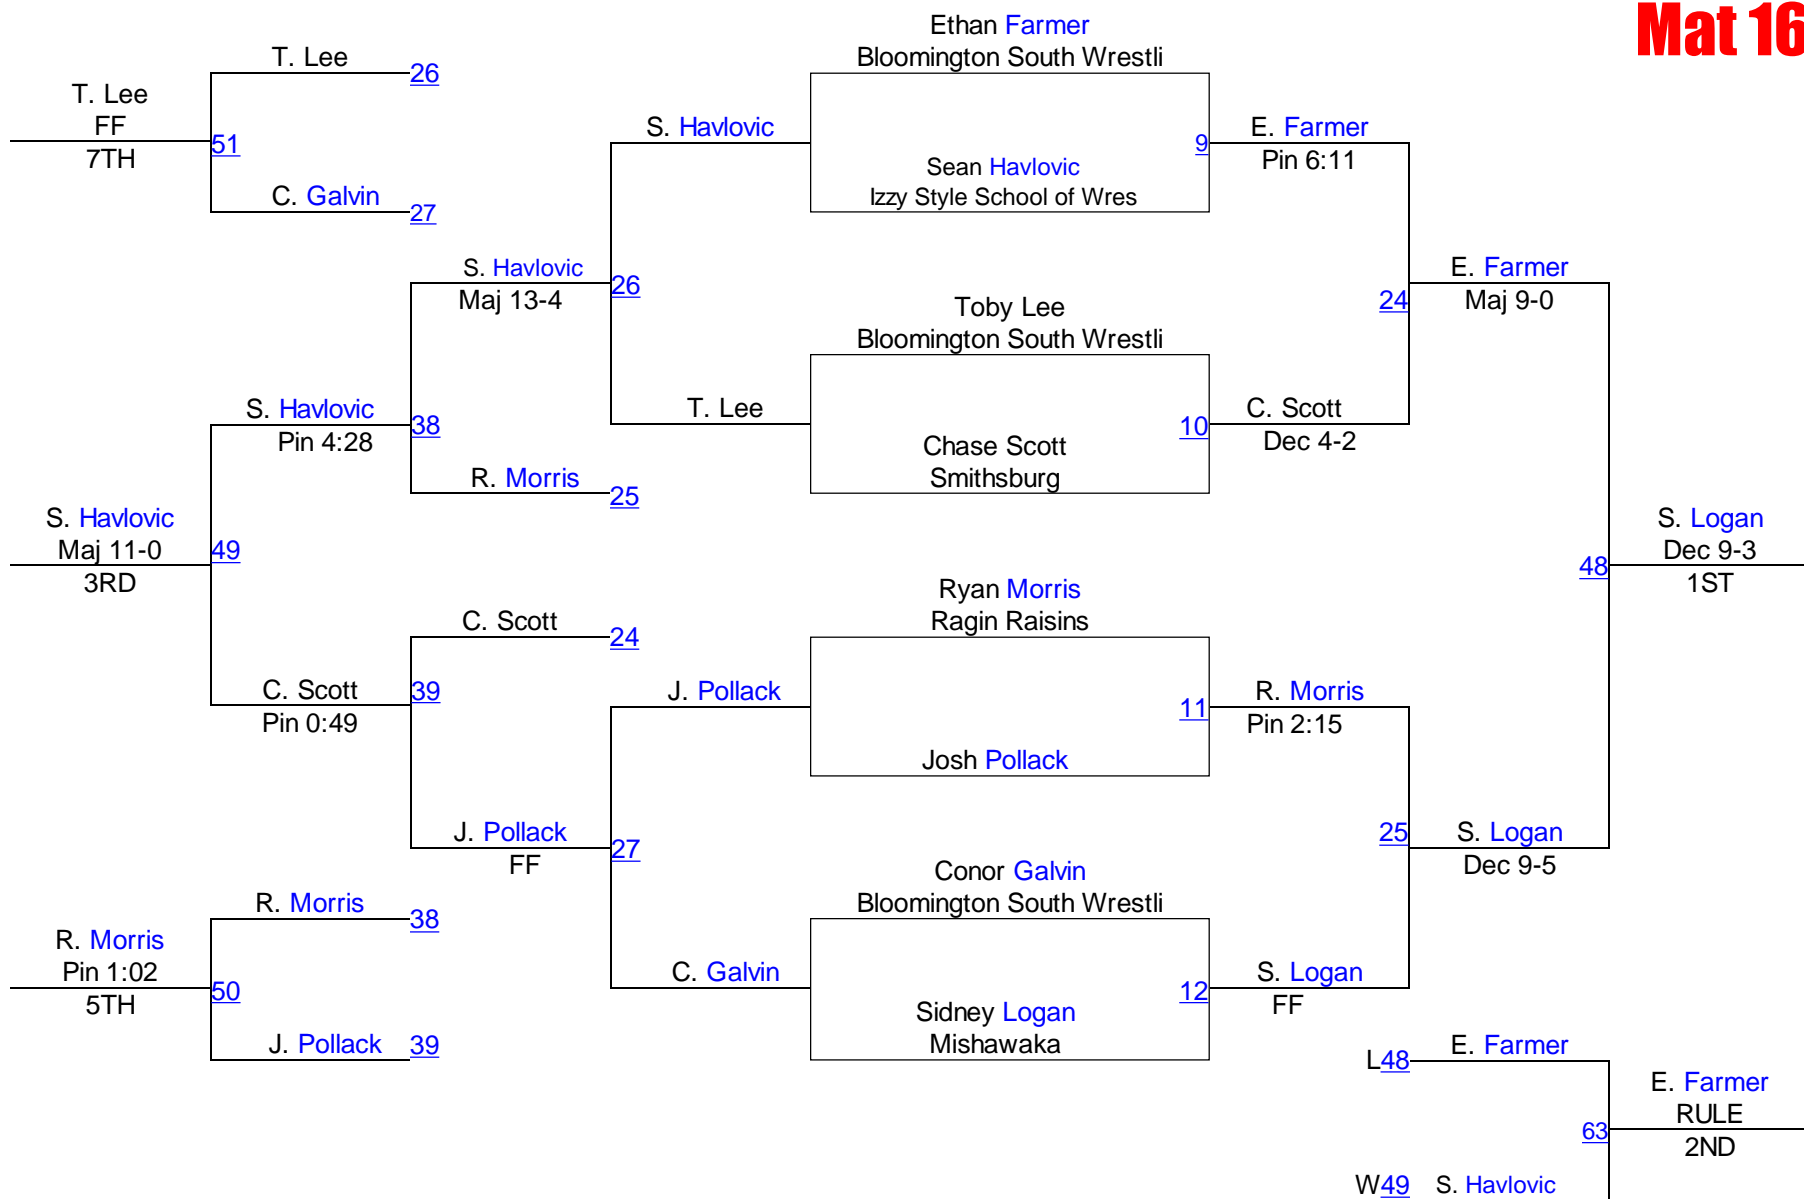 Mat 16
Ethan Farmer
Bloomington South Wrestli
T. Lee
26
T. Lee
FF
7TH
51
S. Havlovic
9
E. Farmer
Pin 6:11
Sean Havlovic
Izzy Style School of Wres
C. Galvin
27
S. Havlovic
Maj 13-4
26
E. Farmer
Maj 9-0
24
Toby Lee
Bloomington South Wrestli
S. Havlovic
Pin 4:28
38
T. Lee
10
C. Scott
Dec 4-2
Chase Scott
Smithsburg
R. Morris
25
S. Havlovic
Maj 11-0
3RD
49
48
S. Logan
Dec 9-3
1ST
Ryan Morris
Ragin Raisins
C. Scott
24
C. Scott
Pin 0:49
39
J. Pollack
11
R. Morris
Pin 2:15
Josh Pollack
J. Pollack
FF
27
25
S. Logan
Dec 9-5
Conor Galvin
Bloomington South Wrestli
R. Morris
38
R. Morris
Pin 1:02
5TH
50
C. Galvin
12
S. Logan
FF
Sidney Logan
Mishawaka
J. Pollack
39
L48
E. Farmer
E. Farmer
RULE
2ND
63
W49
S. Havlovic